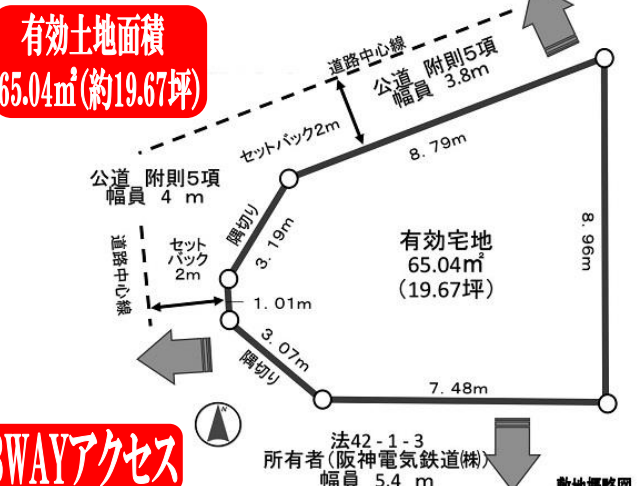 有効土地面積
65.04㎡(約19.67坪)
道路中心線
公道 附則5項
幅員 3.8m
セットバック2m
8.79m
公道 附則5項
幅員 4 m
道路中心線
セット
バック
2m
隅切り
3.19m
有効宅地
65.04㎡
(19.67坪)
8.96m
1.01m
3.07m
隅切り
7.48m
N
3WAYアクセス
法42-1-3
所有者(阪神電気鉄道㈱)
幅員 5.4 m
敷地概略図